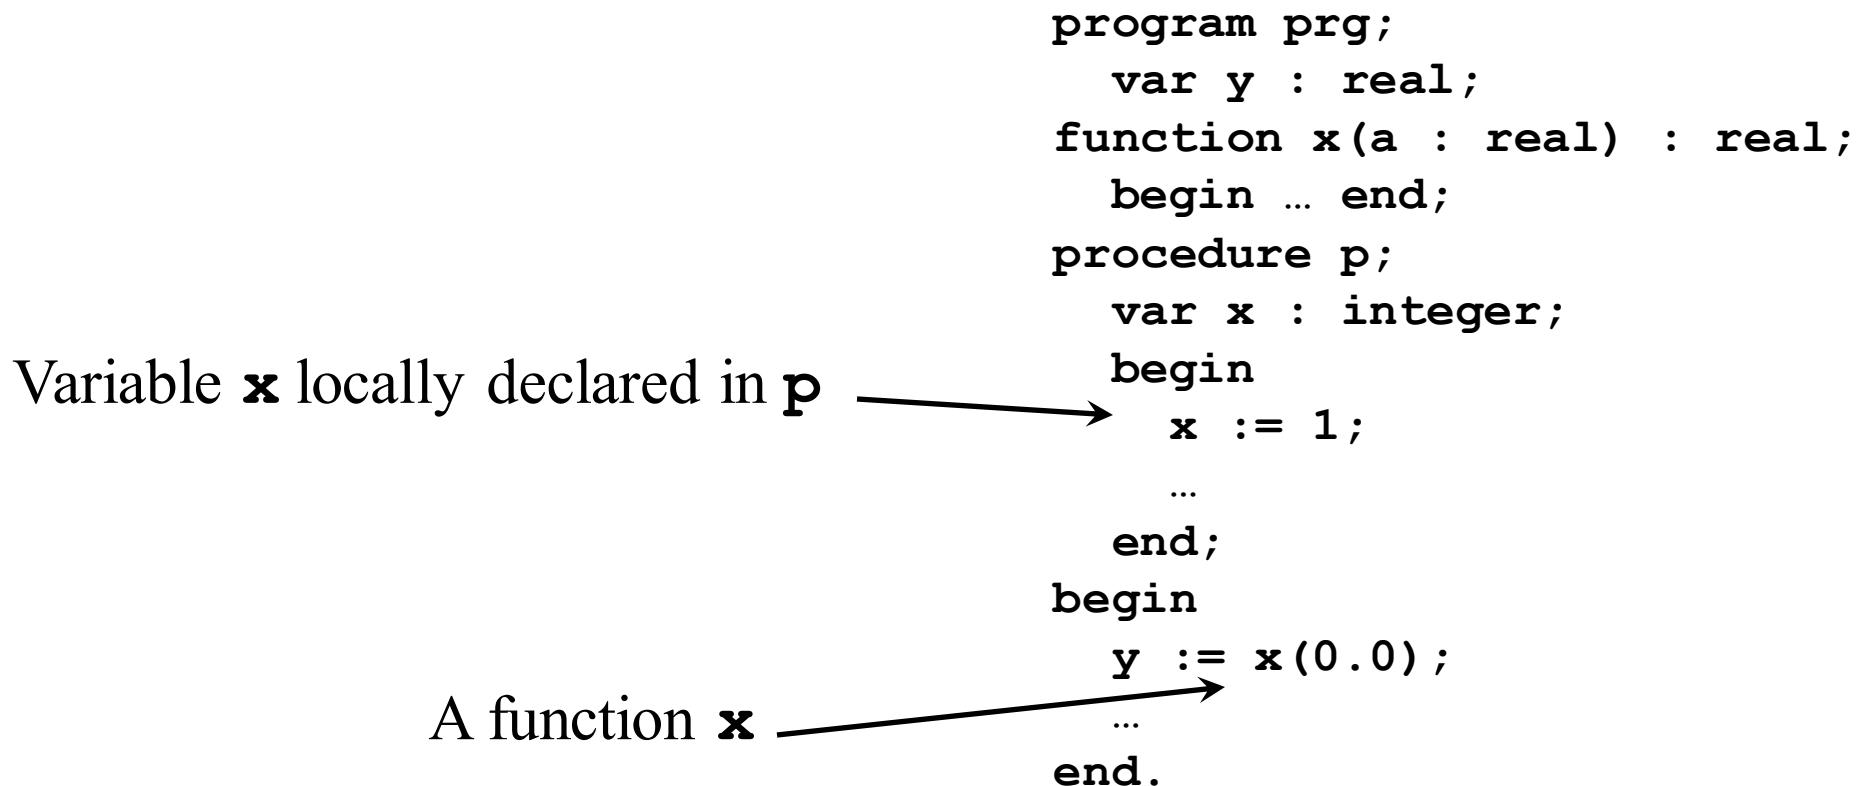 program prg;
var y : real;
function x(a : real) : real;
begin … end;
procedure p;
var x : integer;
begin
Variable x locally declared in p
x := 1;
…
end;
begin
y := x(0.0);
A function x
…
end.